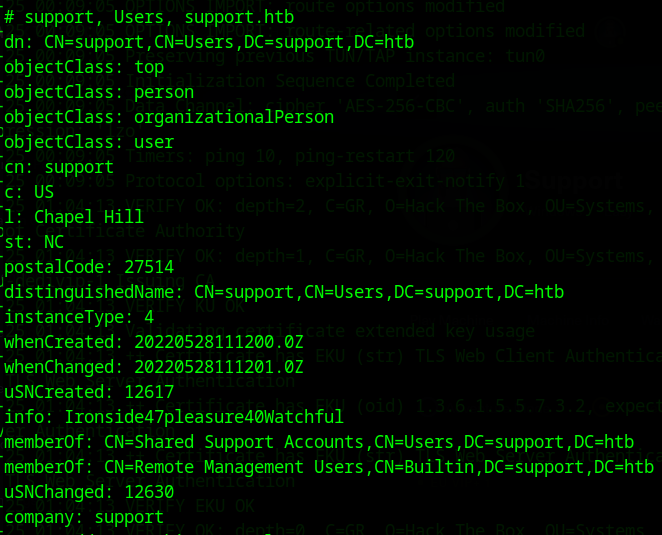 # support, Users, support.htb
dn: CN=support,CN=Users,DC=support,DC=htb
objectClass: top
objectClass: person
objectClass: organizationalPerson
objectClass: user
cn: support
c: US
l: Chapel Hill
st: NC
postalCode: 27514
distinguishedName: CN=support,CN=Users,DC=support,DC=htb
instanceType: 4
whenCreated: 20220528111200.0Z
whenChanged: 20220528111201.0Z
uSNCreated: 12617
info: Ironside47pleasure40Watchful
memberOf: CN=Shared Support Accounts,CN=Users,DC=support,DC=htb
memberOf: CN=Remote Management Users,CN=Builtin,DC=support,DC=htb
uSNChanged: 12630
company: support